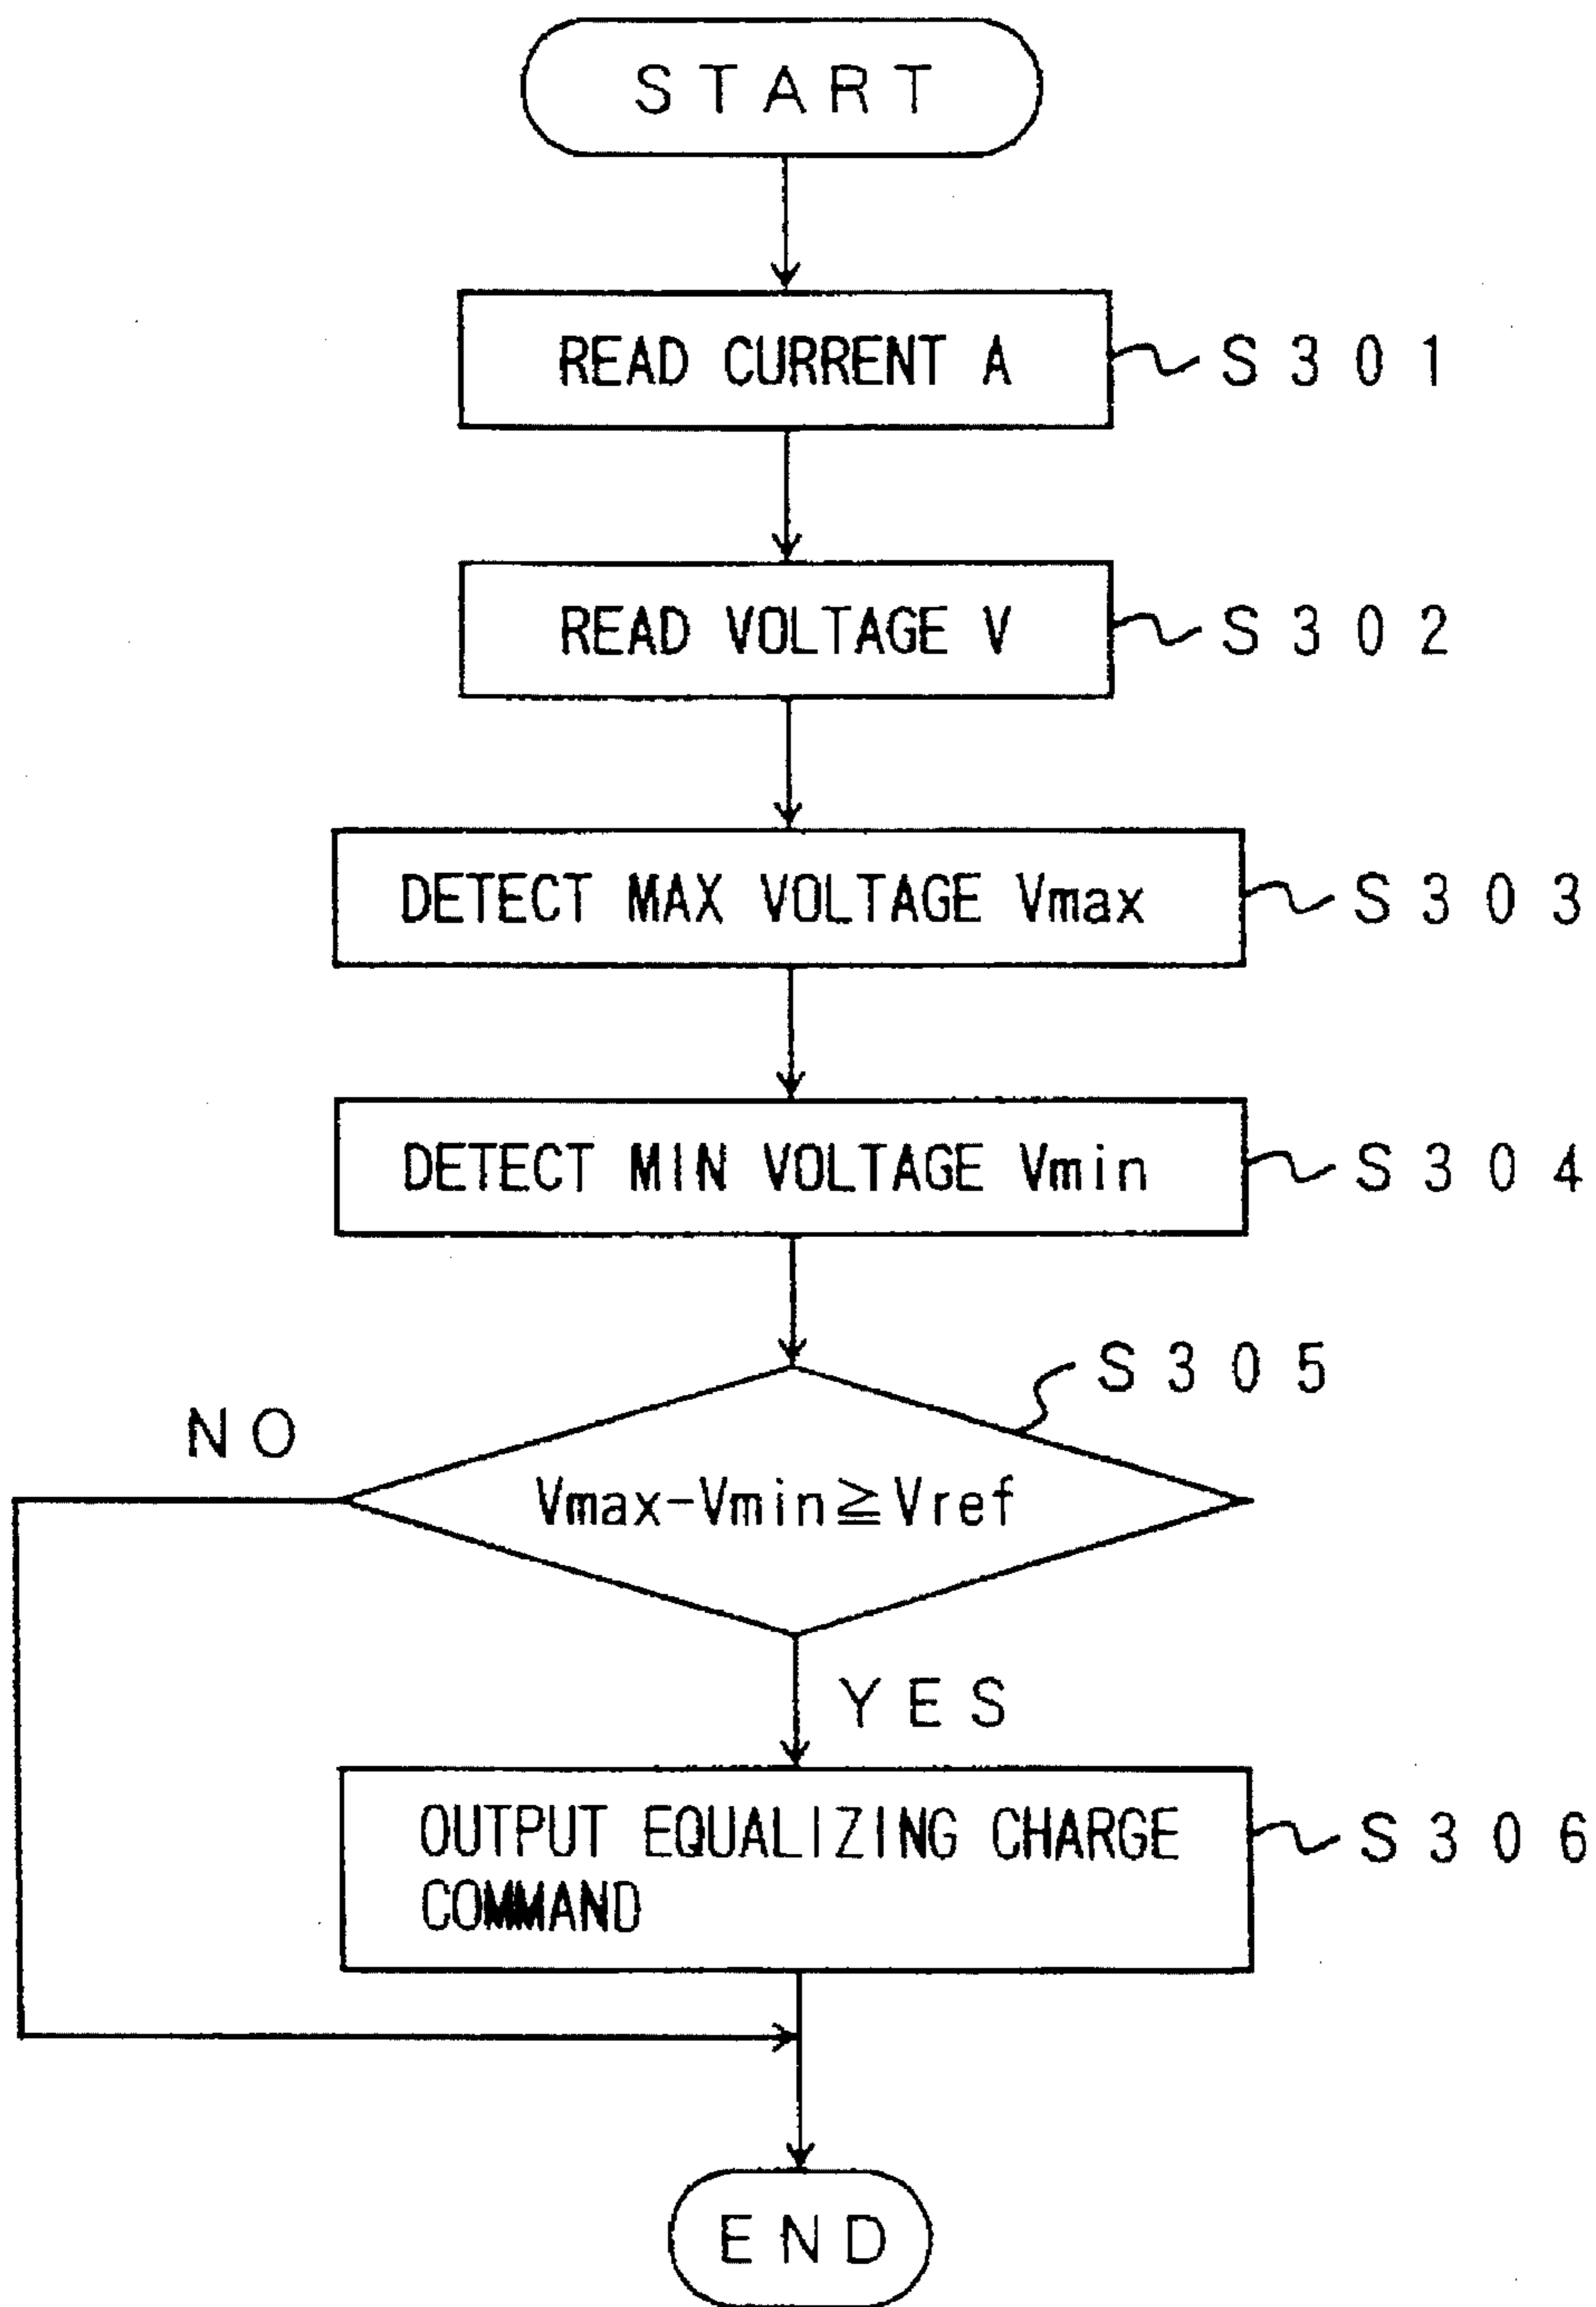 START
READ CURRENT A
S301
READ VOLTAGE V
S302
DETECT MAX VOLTAGE Vmax
S303
DETECT MIN VOLTAGE Vmin
S304
S305
NO
Vmax-Vmin≧Vref
YES
OUTPUT EQUALIZING CHARGE
COMMAND
S306
END